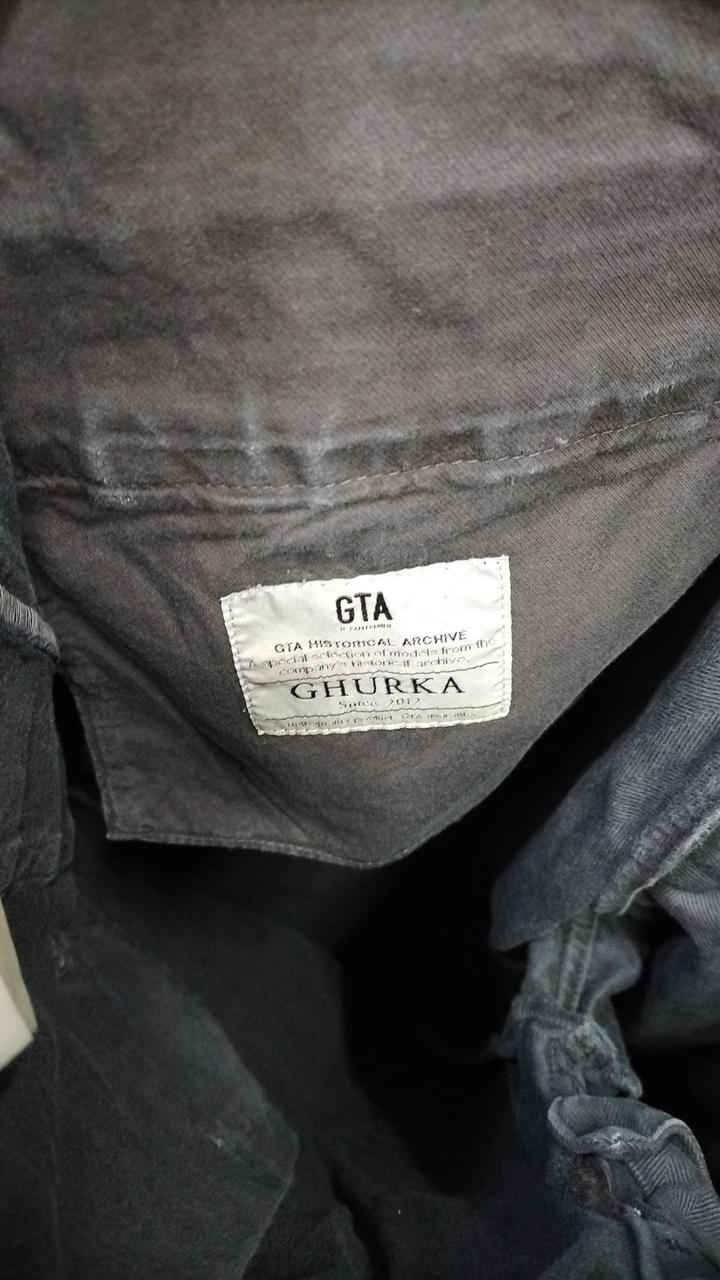 GTA
GTA HISTORICAL ARCHIVE
A special selection of models from the
company's historical archive.
GHURKA
Since 2012